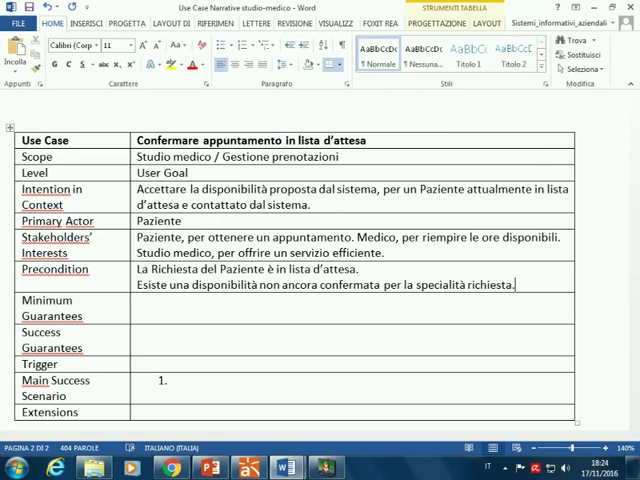 Use Case Narrative studio-medico - Word
STRUMENTI TABELLA
FILE HOME INSERISCI PROGETTA LAYOUT DI RIFERIMEN LETTERE REVISIONE VISUALIZZ FOXIT REA PROGETTAZIONE LAYOUT Sistemi_informativi_aziendali
Incolla
Calibri (Corp 11
G C S abc
AaBbCcDc AaBbCcDc AaBbC AaBbCcE
¶ Normale ¶ Nessuna... Titolo 1 Titolo 2
Trova
Sostituisci
Seleziona
Appunti Carattere Paragrafo Stili Modifica
Use Case Confermare appuntamento in lista d'attesa
Scope Studio medico / Gestione prenotazioni
Level User Goal
Intention in Accettare la disponibilità proposta dal sistema, per un Paziente attualmente in lista
Context d'attesa e contattato dal sistema.
Primary Actor Paziente
Stakeholders' Paziente, per ottenere un appuntamento. Medico, per riempire le ore disponibili.
Interests Studio medico, per offrire un servizio efficiente.
Precondition La Richiesta del Paziente è in lista d'attesa.
Esiste una disponibilità non ancora confermata per la specialità richiesta.
Minimum
Guarantees
Success
Guarantees
Trigger
Main Success 1.
Scenario
Extensions
PAGINA 2 DI 2 404 PAROLE ITALIANO (ITALIA) 140%
IT 18:24
17/11/2016